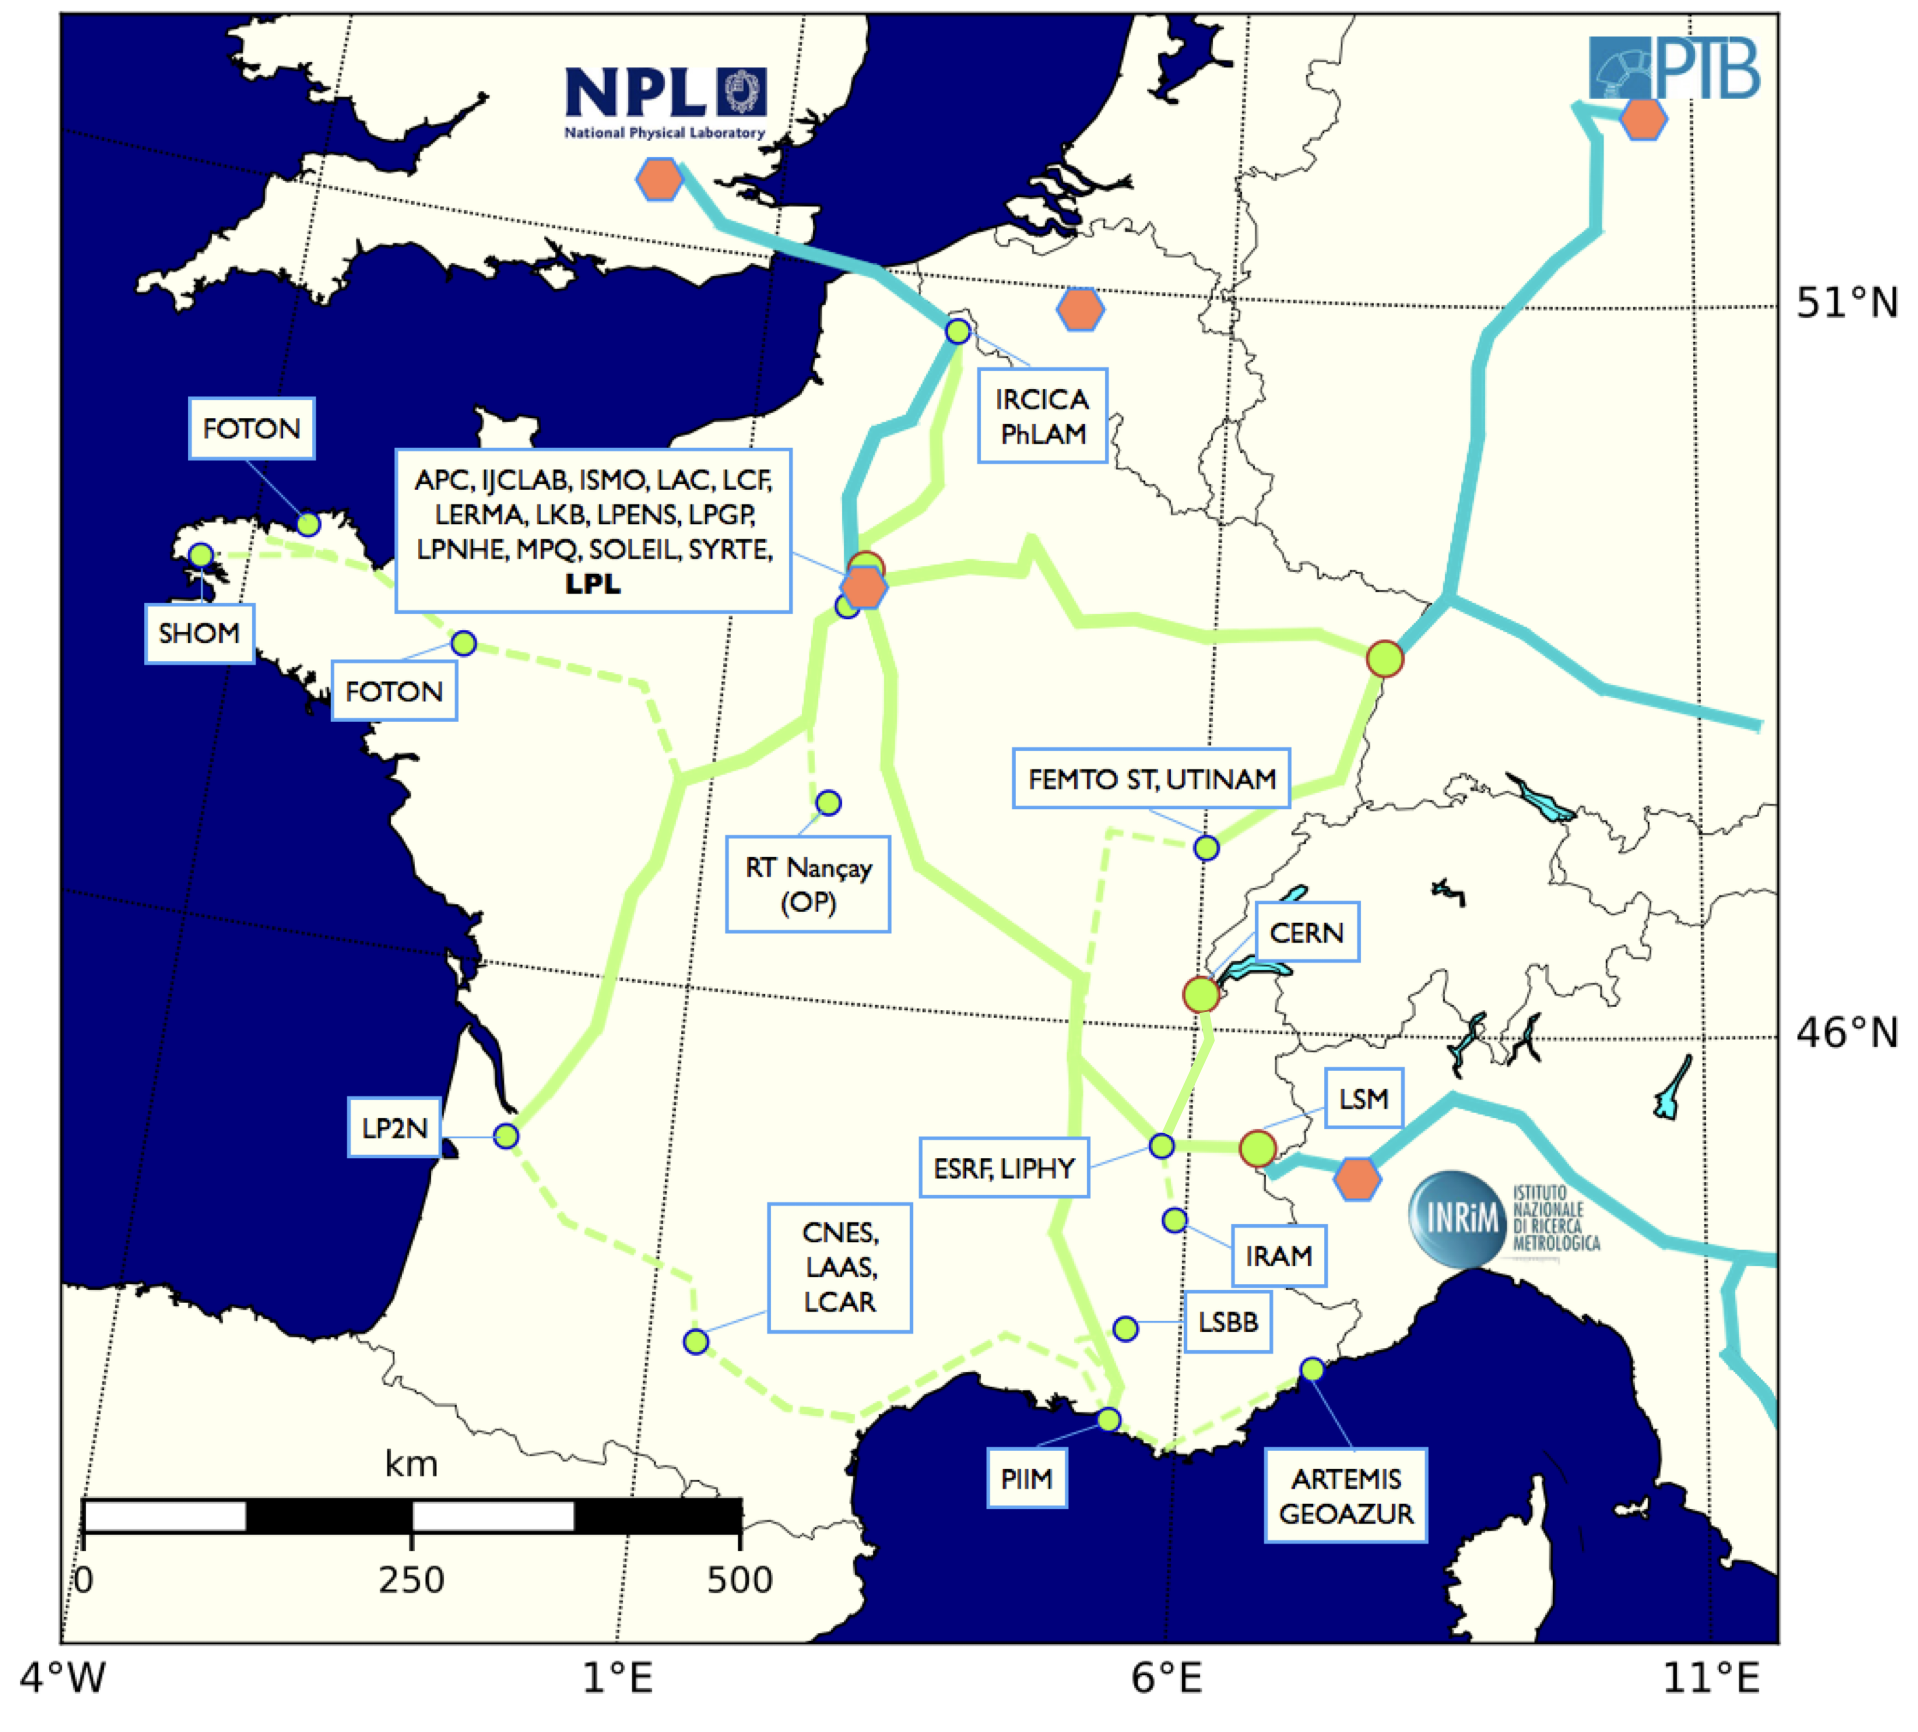 NPL
National Physical Laboratory
PTB
51°N
IRCICA
PhLAM
FOTON
APC, IJCLAB, ISMO, LAC, LCF,
LERMA, LKB, LPENS, LPGP,
LPNHE, MPQ, SOLEIL, SYRTE,
LPL
SHOM
FOTON
FEMTO ST, UTINAM
RT Nançay
(OP)
CERN
46°N
LSM
LP2N
ESRF, LIPHY
INRiM
ISTITUTO
NAZIONALE
DI RICERCA
METROLOGICA
CNES,
LAAS,
LCAR
IRAM
LSBB
PIIM
ARTEMIS
GEOAZUR
km
0 250 500
4°W 1°E 6°E 11°E